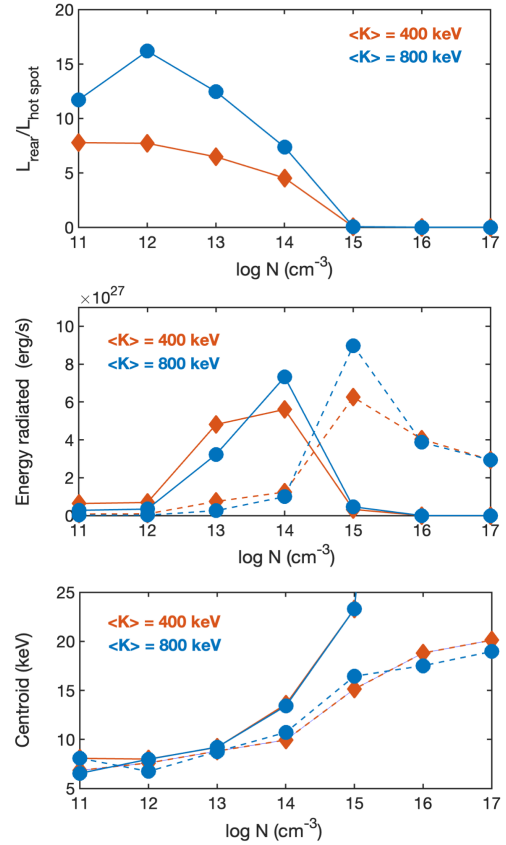 20
<K> = 400 keV
<K> = 800 keV
15
10
5
0
L_rear/L_hot spot
11 12 13 14 15 16 17
log N (cm⁻³)
×10²⁷
10
<K> = 400 keV
<K> = 800 keV
8
6
4
2
0
Energy radiated (erg/s)
11 12 13 14 15 16 17
log N (cm⁻³)
25
<K> = 400 keV
<K> = 800 keV
20
15
10
5
Centroid (keV)
11 12 13 14 15 16 17
log N (cm⁻³)